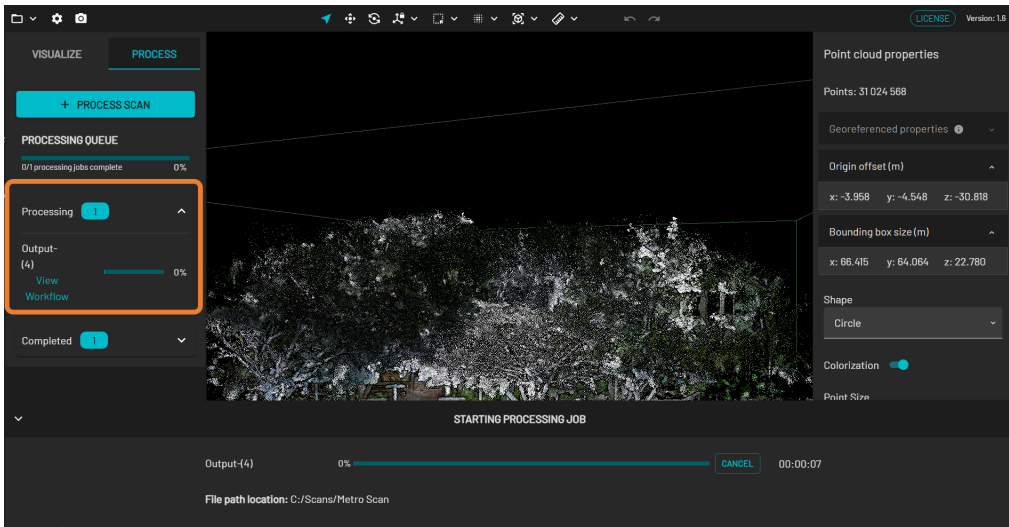 LICENSE Version: 1.6
VISUALIZE PROCESS
+ PROCESS SCAN
PROCESSING QUEUE
0/1 processing jobs complete 0%
Processing 1
Output-
(4)
View
Workflow
0%
Completed 1
Point cloud properties
Points: 31 024 568
Georeferenced properties
Origin offset (m)
x: -3.958 y: -4.548 z: -30.818
Bounding box size (m)
x: 66.415 y: 64.064 z: 22.780
Shape
Circle
Colorization
Point Size
STARTING PROCESSING JOB
Output-(4) 0% CANCEL 00:00:07
File path location: C:/Scans/Metro Scan